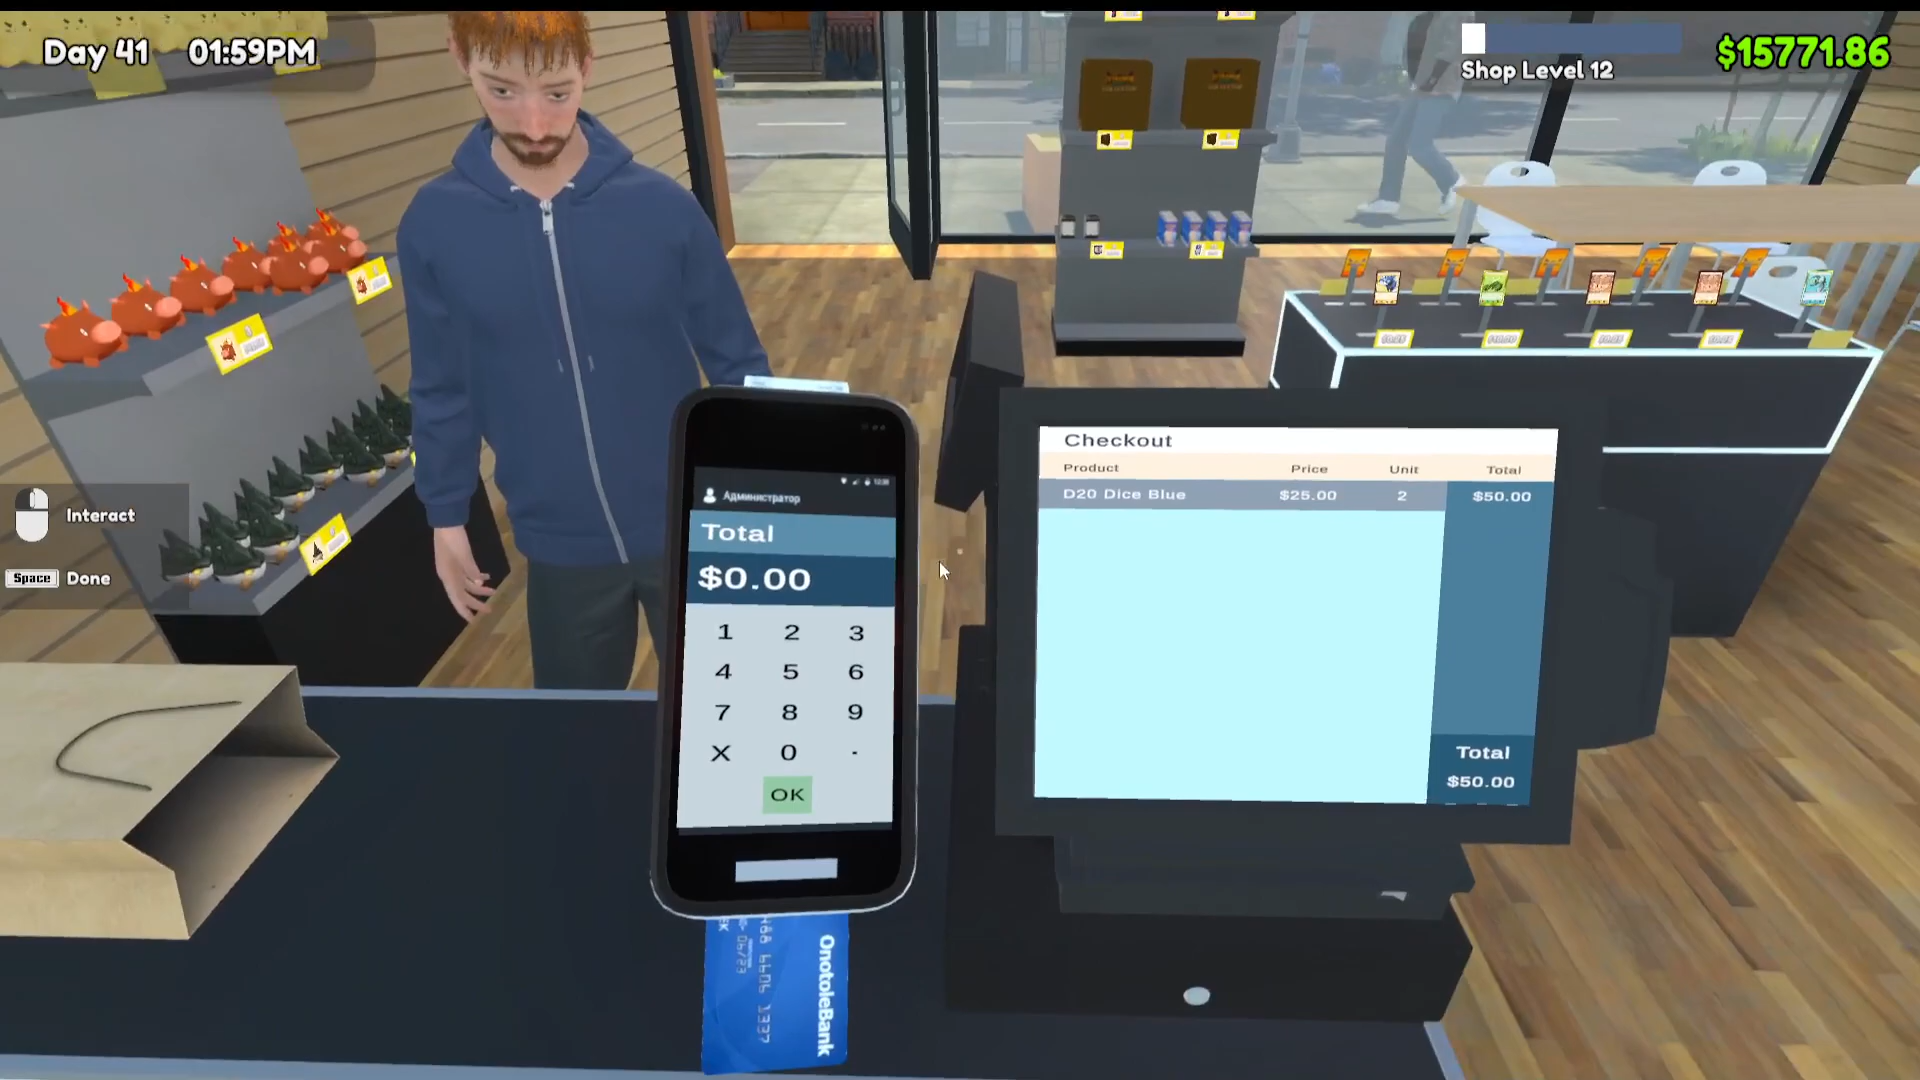 Day 41 01:59PM
Shop Level 12
$15771.86
Interact
Space Done
Администратор
Total
$0.00
1 2 3
4 5 6
7 8 9
X 0 .
OK
Checkout
Product Price Unit Total
D20 Dice Blue $25.00 2 $50.00
Total
$50.00
OnotoleBank